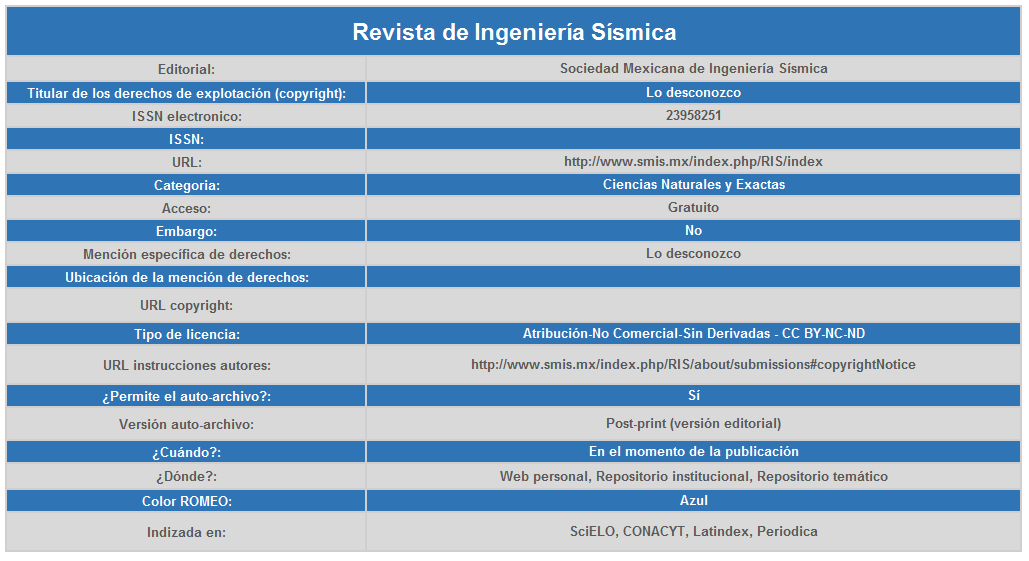 Revista de Ingeniería Sísmica
Editorial: Sociedad Mexicana de Ingeniería Sísmica
Titular de los derechos de explotación (copyright): Lo desconozco
ISSN electronico: 23958251
ISSN:
URL: http://www.smis.mx/index.php/RIS/index
Categoria: Ciencias Naturales y Exactas
Acceso: Gratuito
Embargo: No
Mención específica de derechos: Lo desconozco
Ubicación de la mención de derechos:
URL copyright:
Tipo de licencia: Atribución-No Comercial-Sin Derivadas - CC BY-NC-ND
URL instrucciones autores: http://www.smis.mx/index.php/RIS/about/submissions#copyrightNotice
¿Permite el auto-archivo?: Sí
Versión auto-archivo: Post-print (versión editorial)
¿Cuándo?: En el momento de la publicación
¿Dónde?: Web personal, Repositorio institucional, Repositorio temático
Color ROMEO: Azul
Indizada en: SciELO, CONACYT, Latindex, Periodica